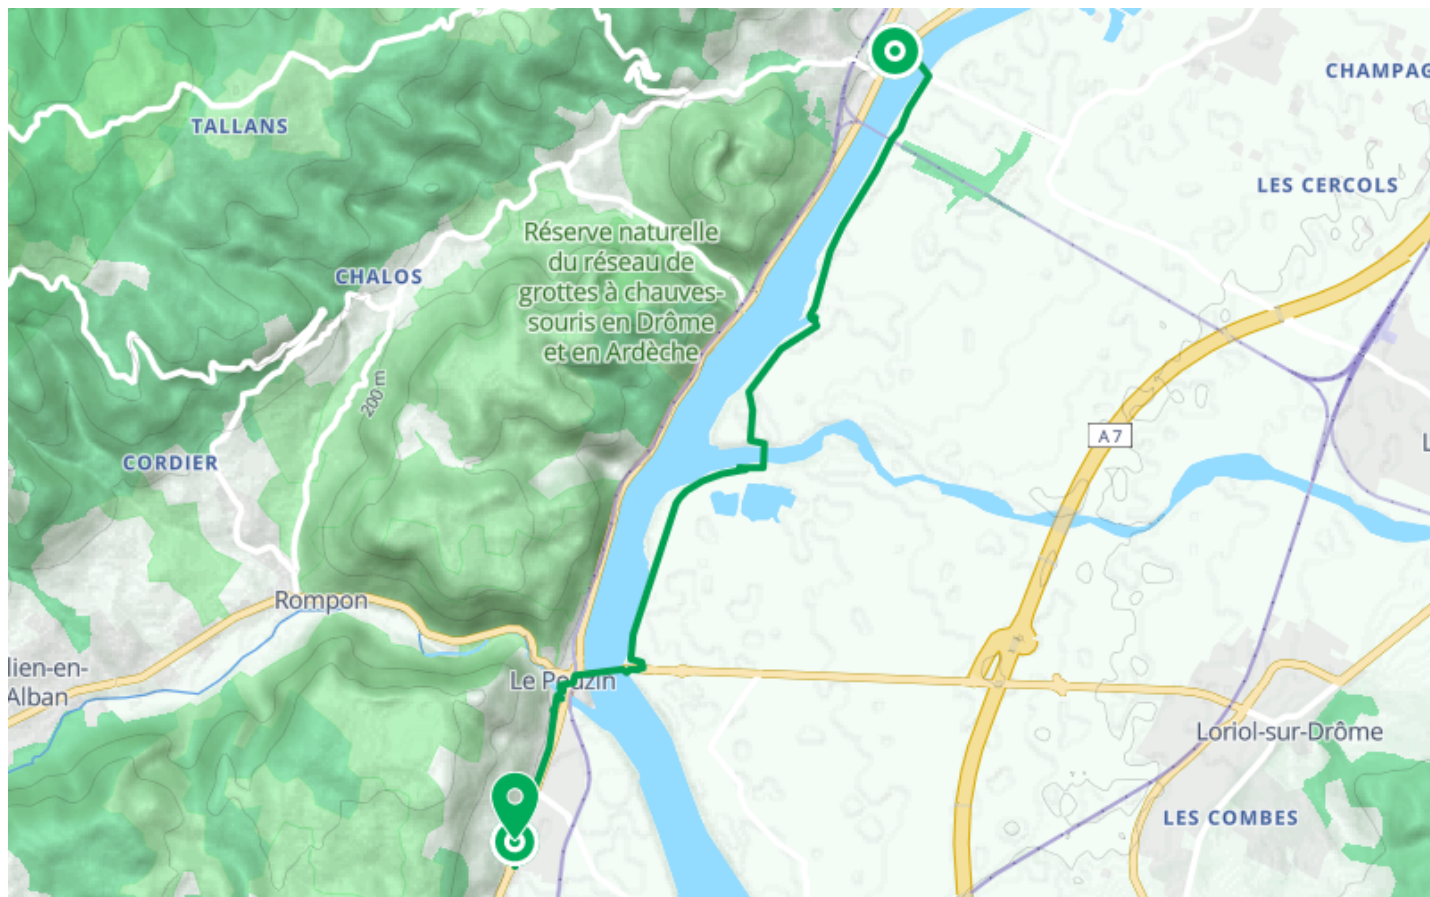 CHAMPAG
TALLANS
LES CERCOLS
Réserve naturelle
du réseau de
grottes à chauves-
souris en Drôme
et en Ardèche
CHALOS
200 m
A 7
L
CORDIER
Rompon
lien-en-
Alban
Le Pouzin
Loriol-sur-Drôme
LES COMBES